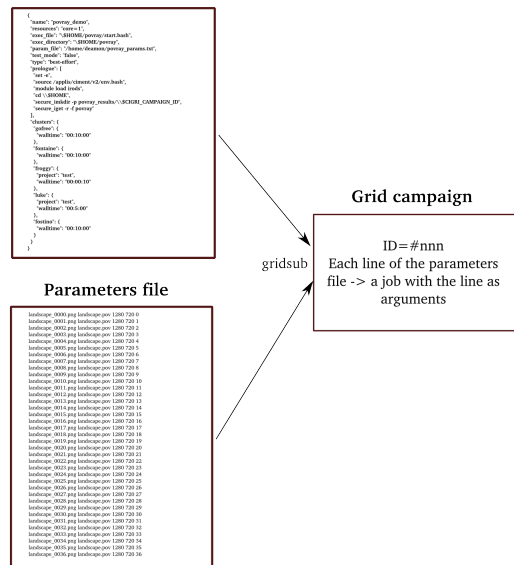 {
"name": "povray_demo",
"resources": "core=1",
"exec_file": "\$HOME/povray/start.bash",
"exec_directory": "\$HOME/povray",
"param_file": "/home/deamon/povray_params.txt",
"test_mode": "false",
"type": "best-effort",
"prologue": [
"set -e",
"source /applis/ciment/v2/env.bash",
"module load irods",
"cd \\$HOME",
"secure_imkdir -p povray_results/\\$CIGRI_CAMPAIGN_ID",
"secure_iget -r -f povray"
],
"clusters": {
"gofree": {
"walltime": "00:10:00"
},
"fontaine": {
"walltime": "00:10:00"
},
"froggy": {
"project": "test",
"walltime": "00:00:10"
},
"luke": {
"project": "test",
"walltime": "00:5:00"
},
"fostino": {
"walltime": "00:10:00"
}
}
}
Grid campaign
gridsub
ID=#nnn
Each line of the parameters
file -> a job with the line as
arguments
Parameters file
landscape_0000.png landscape.pov 1280 720 0
landscape_0001.png landscape.pov 1280 720 1
landscape_0002.png landscape.pov 1280 720 2
landscape_0003.png landscape.pov 1280 720 3
landscape_0004.png landscape.pov 1280 720 4
landscape_0005.png landscape.pov 1280 720 5
landscape_0006.png landscape.pov 1280 720 6
landscape_0007.png landscape.pov 1280 720 7
landscape_0008.png landscape.pov 1280 720 8
landscape_0009.png landscape.pov 1280 720 9
landscape_0010.png landscape.pov 1280 720 10
landscape_0011.png landscape.pov 1280 720 11
landscape_0012.png landscape.pov 1280 720 12
landscape_0013.png landscape.pov 1280 720 13
landscape_0014.png landscape.pov 1280 720 14
landscape_0015.png landscape.pov 1280 720 15
landscape_0016.png landscape.pov 1280 720 16
landscape_0017.png landscape.pov 1280 720 17
landscape_0018.png landscape.pov 1280 720 18
landscape_0019.png landscape.pov 1280 720 19
landscape_0020.png landscape.pov 1280 720 20
landscape_0021.png landscape.pov 1280 720 21
landscape_0022.png landscape.pov 1280 720 22
landscape_0023.png landscape.pov 1280 720 23
landscape_0024.png landscape.pov 1280 720 24
landscape_0025.png landscape.pov 1280 720 25
landscape_0026.png landscape.pov 1280 720 26
landscape_0027.png landscape.pov 1280 720 27
landscape_0028.png landscape.pov 1280 720 28
landscape_0029.png landscape.pov 1280 720 29
landscape_0030.png landscape.pov 1280 720 30
landscape_0031.png landscape.pov 1280 720 31
landscape_0032.png landscape.pov 1280 720 32
landscape_0033.png landscape.pov 1280 720 33
landscape_0034.png landscape.pov 1280 720 34
landscape_0035.png landscape.pov 1280 720 35
landscape_0036.png landscape.pov 1280 720 36